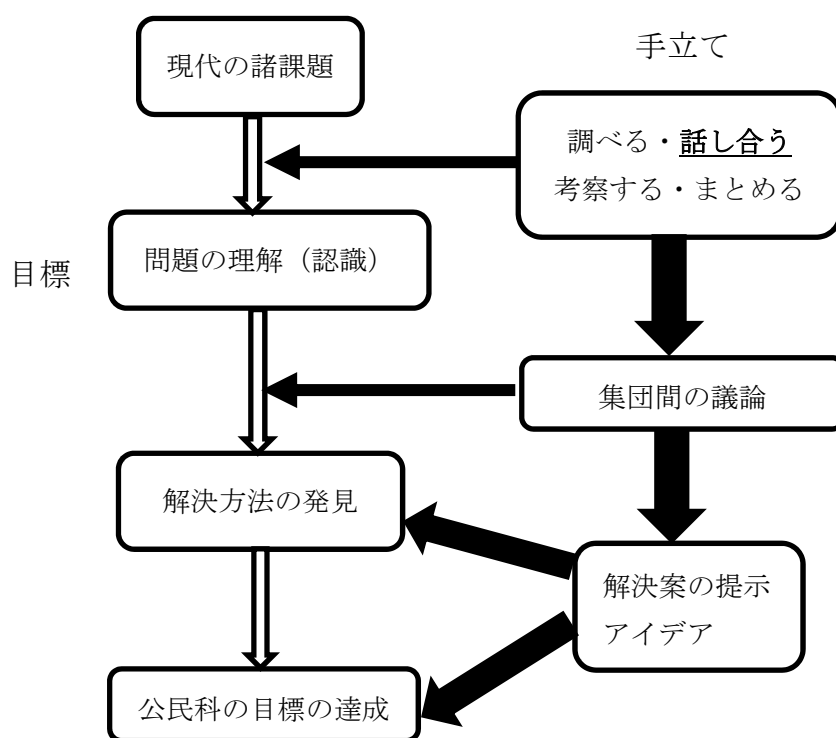 現代の諸課題
手立て
調べる・話し合う
考察する・まとめる
問題の理解（認識）
目標
集団間の議論
解決方法の発見
解決案の提示
アイデア
公民科の目標の達成